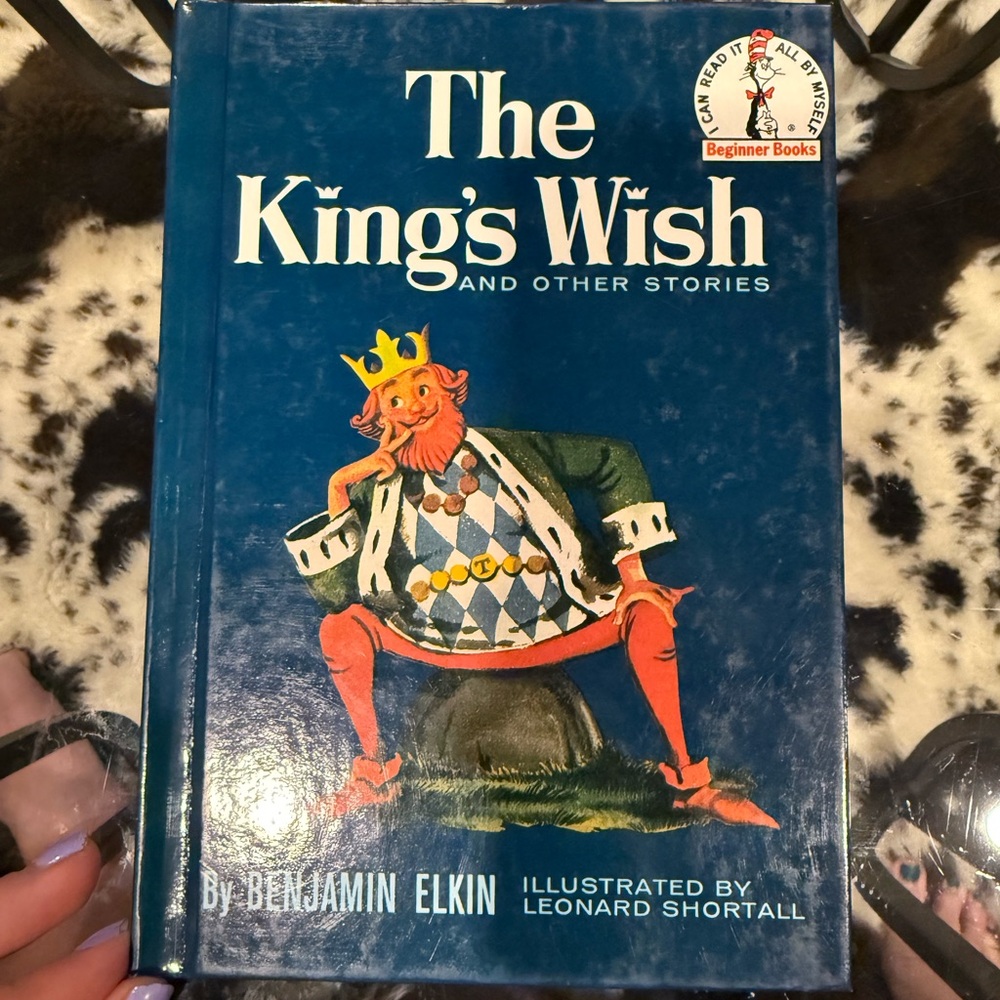 I CAN READ IT ALL BY MYSELF
®
Beginner Books
The
King's Wish
AND OTHER STORIES
T
By BENJAMIN ELKIN
ILLUSTRATED BY
LEONARD SHORTALL